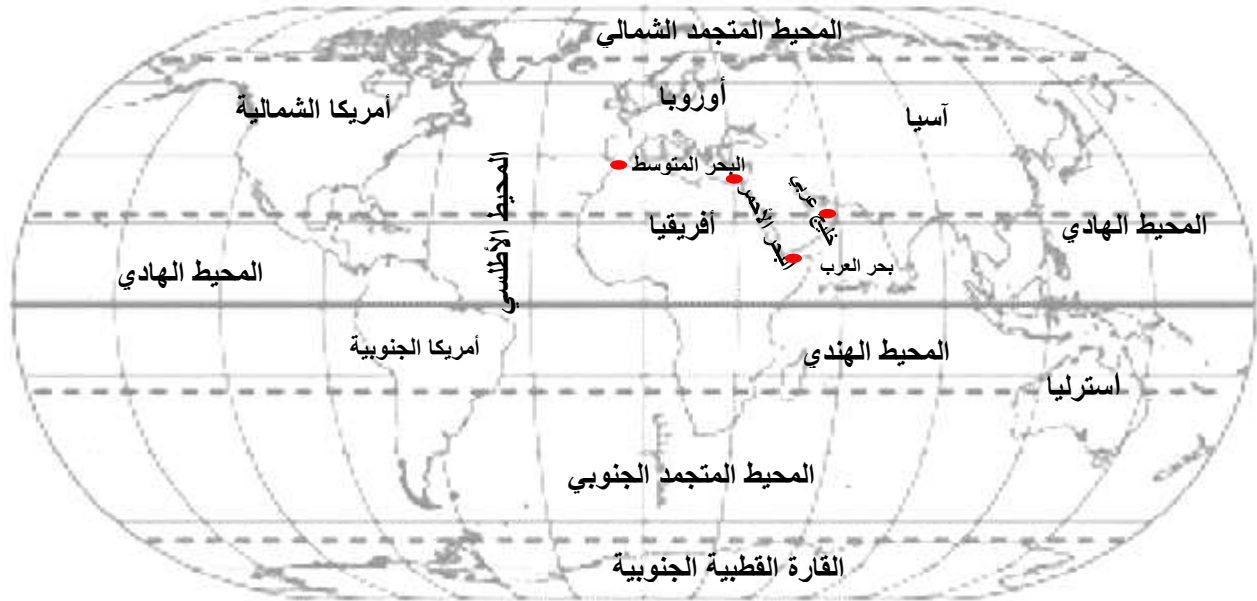 المحيط المتجمد الشمالي
أوروبا
أمريكا الشمالية
آسيا
البحر المتوسط
المحيط الأطلسي
خليج عربي
البحر الأحمر
أفريقيا
المحيط الهادي
بحر العرب
المحيط الهادي
أمريكا الجنوبية
المحيط الهندي
استرليا
المحيط المتجمد الجنوبي
القارة القطبية الجنوبية